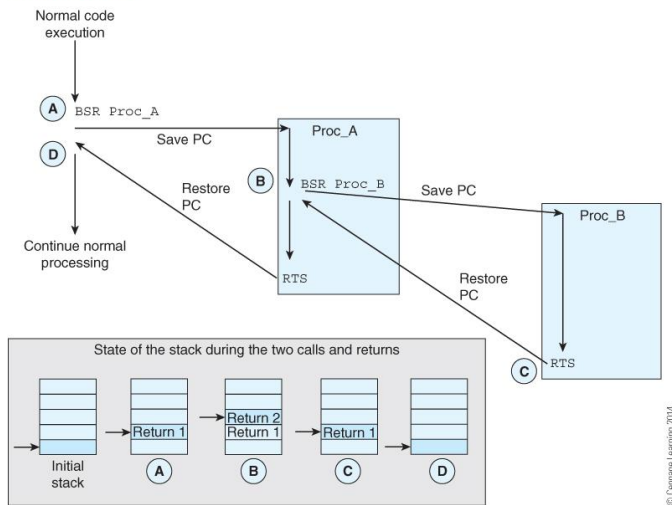 Normal code
execution
A
BSR Proc_A
Save PC
Proc_A
D
B
BSR Proc_B
Save PC
Restore
PC
Proc_B
Continue normal
processing
RTS
Restore
PC
C
RTS
State of the stack during the two calls and returns
Return 1
Return 2
Return 1
Return 1
Initial
stack
A
B
C
D
© Cengage Learning 2014